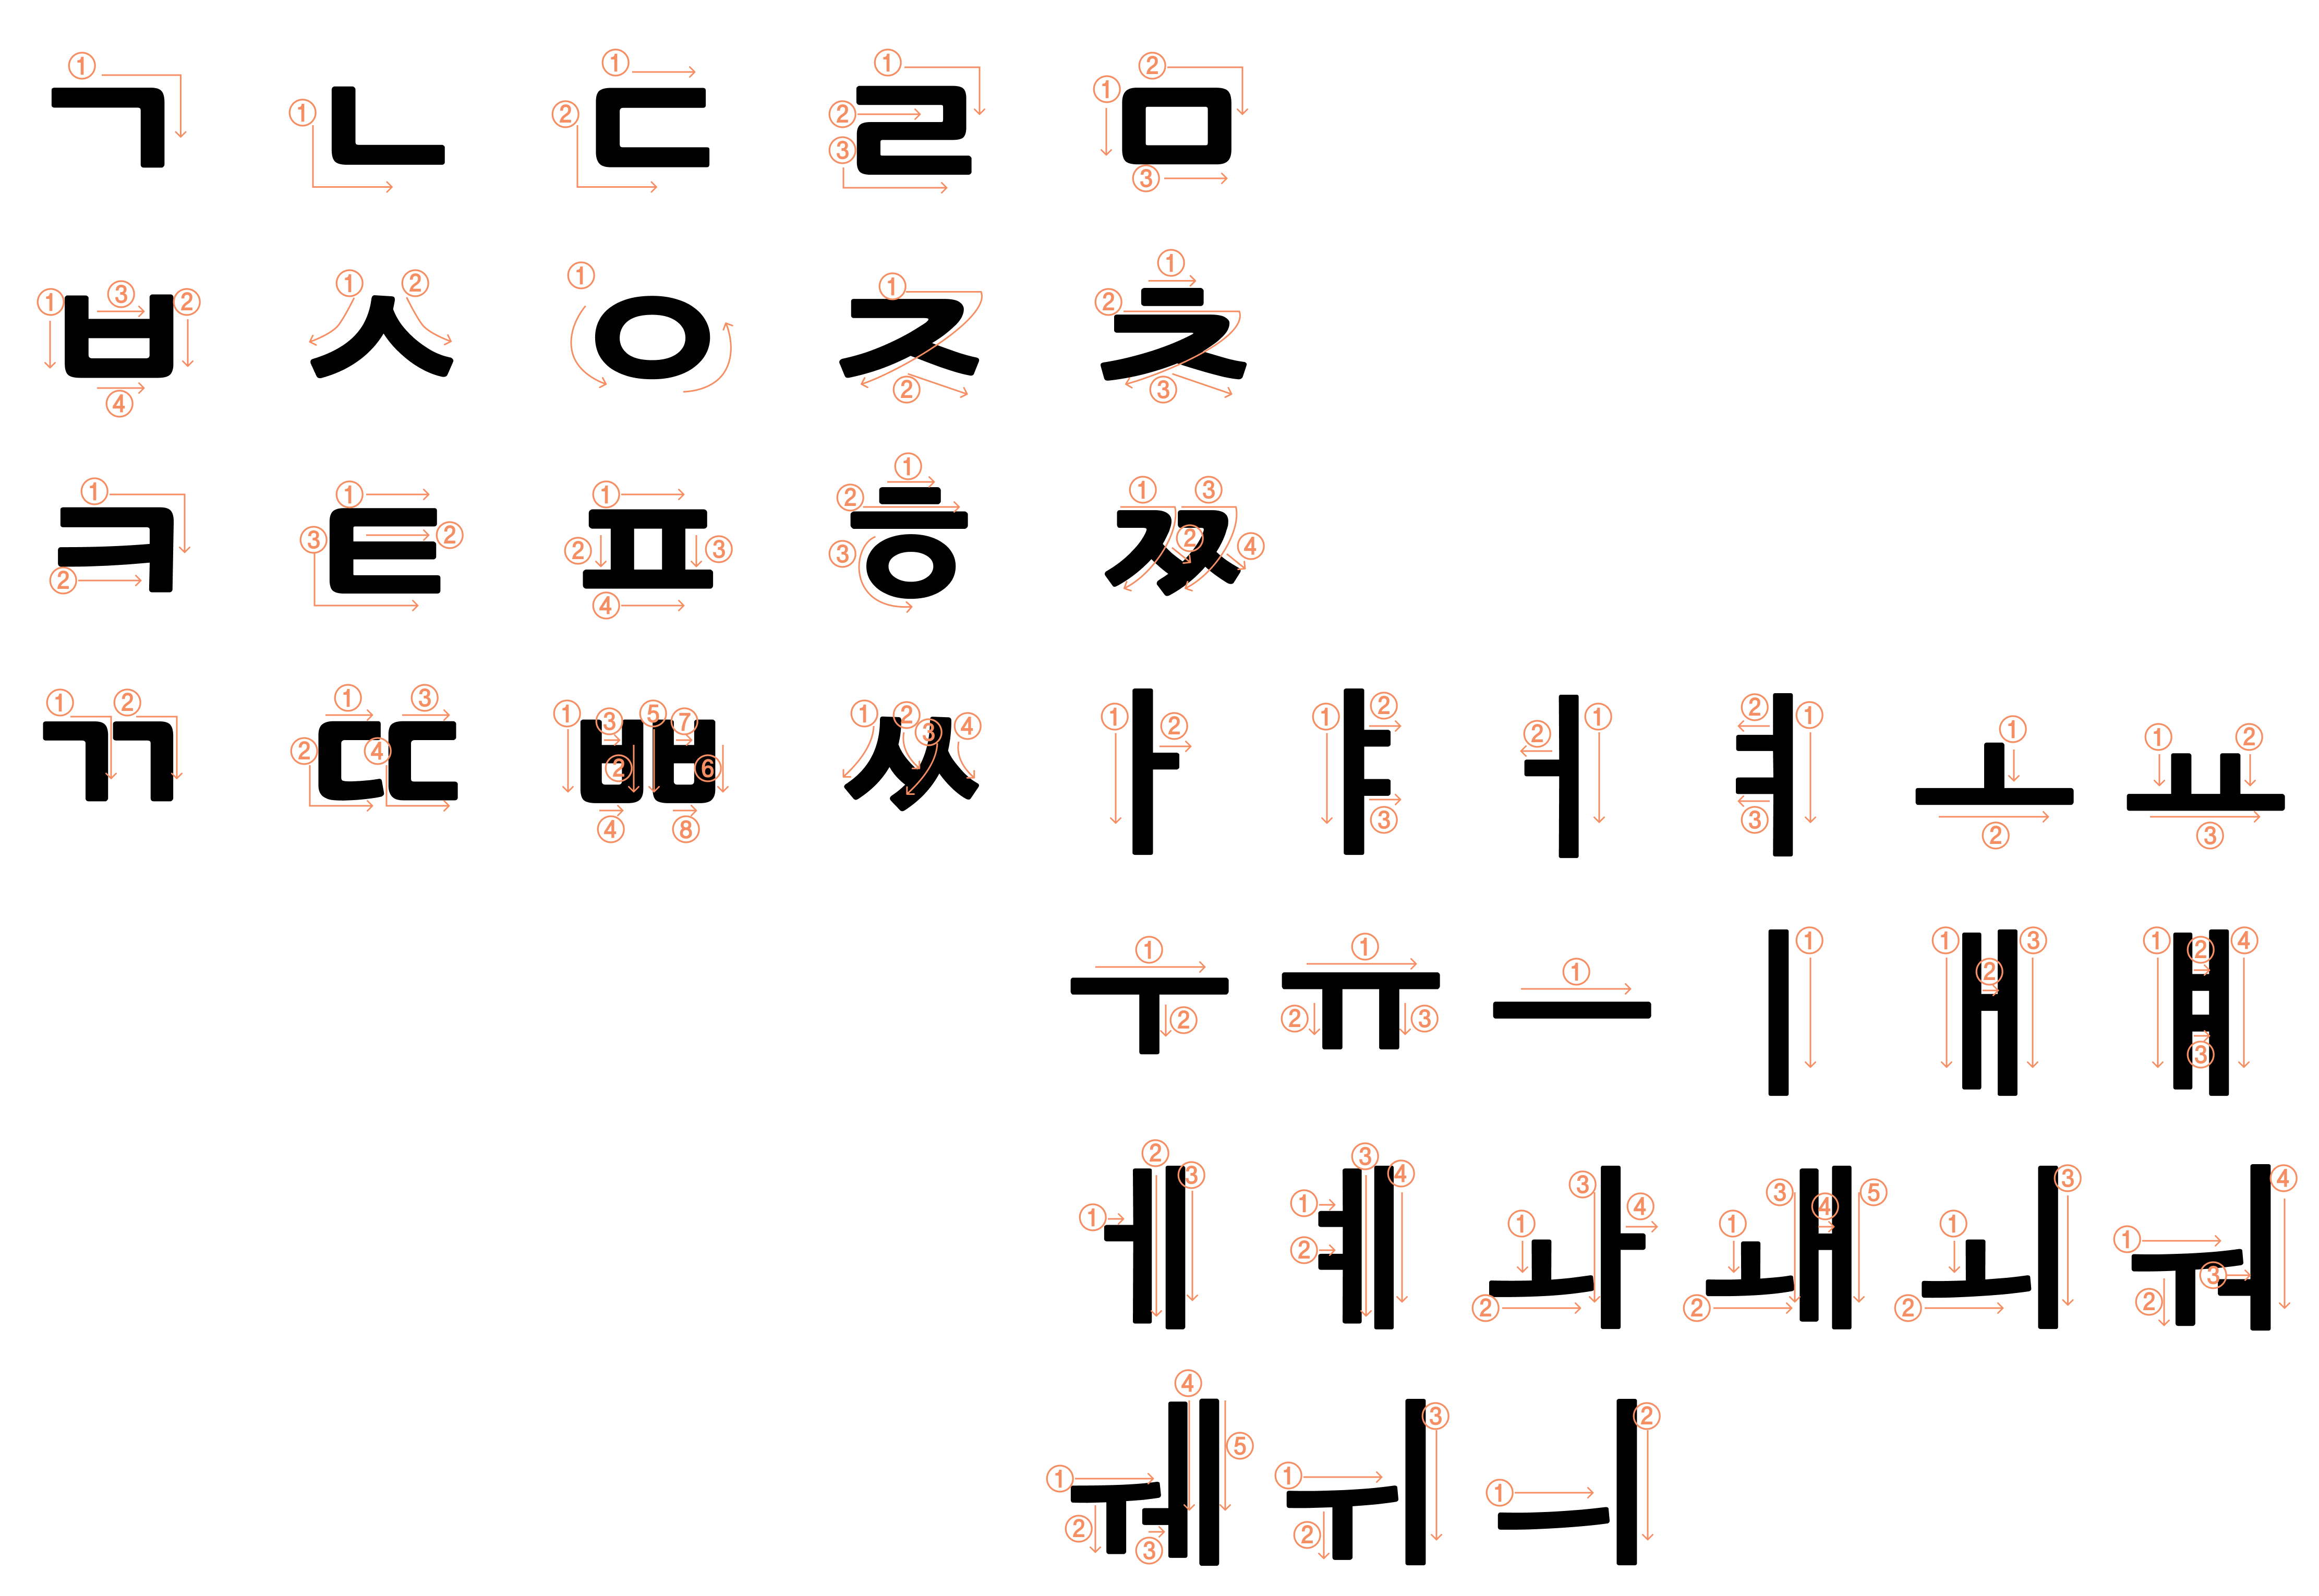 ㄱ ㄴ ㄷ ㄹ ㅁ
ㅂ ㅅ ㅇ ㅈ ㅊ
ㅋ ㅌ ㅍ ㅎ ㅉ
ㄲ ㄸ ㅃ ㅆ ㅏ ㅑ ㅓ ㅕ ㅗ ㅛ
ㅜ ㅠ ㅡ ㅣ ㅐ ㅒ
ㅔ ㅖ ㅘ ㅙ ㅚ ㅝ
ㅞ ㅟ ㅢ